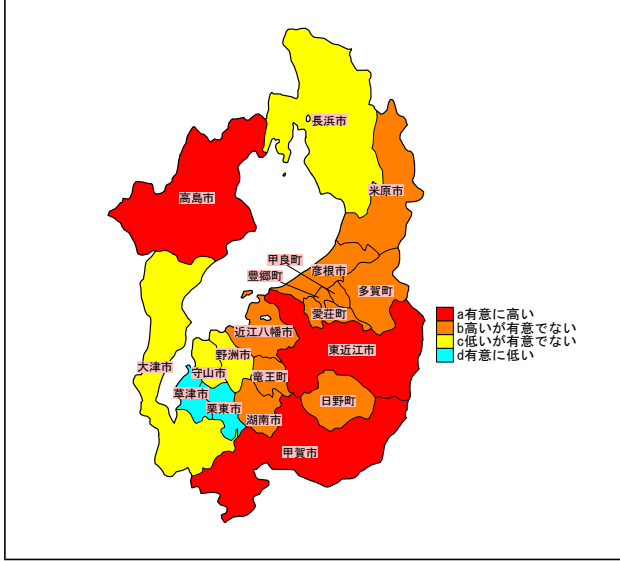 長浜市
米原市
高島市
甲良町
彦根市
豊郷町
多賀町
愛荘町
近江八幡市
東近江市
野洲市
大津市
守山市
竜王町
草津市
栗東市
日野町
湖南市
甲賀市
a有意に高い
b高いが有意でない
c低いが有意でない
d有意に低い